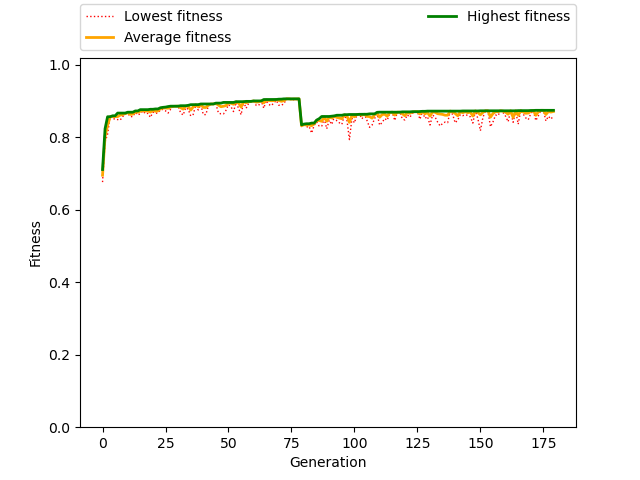 Lowest fitness
Average fitness
Highest fitness
1.0
0.8
0.6
0.4
0.2
0.0
Fitness
0 25 50 75 100 125 150 175
Generation